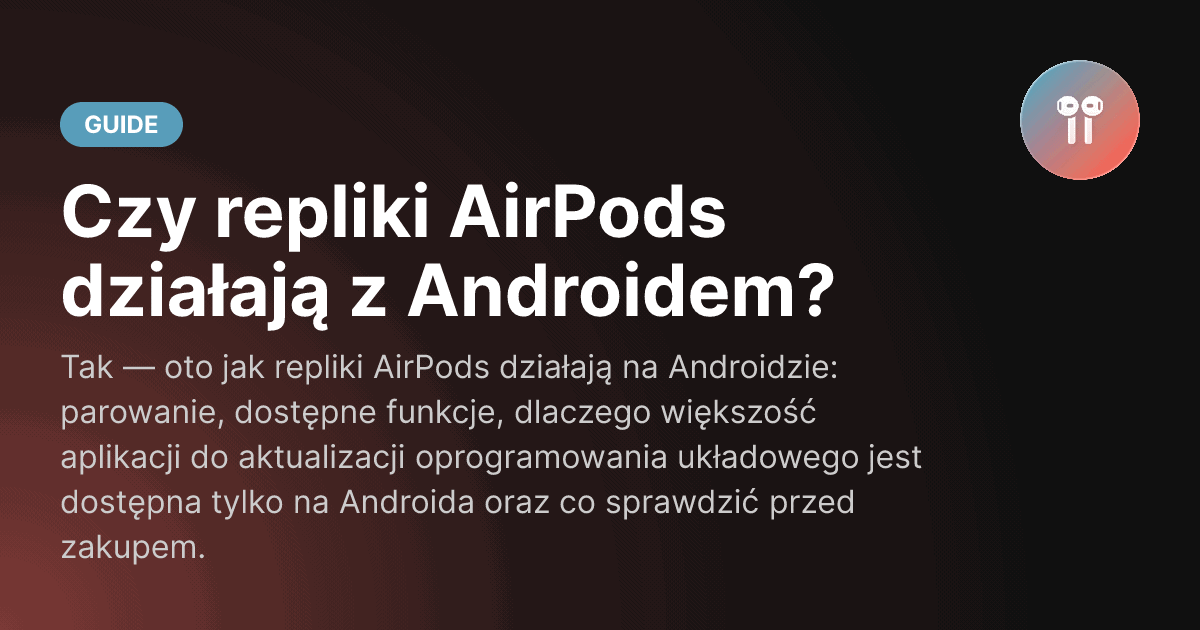 GUIDE
Czy repliki AirPods
działają z Androidem?
Tak — oto jak repliki AirPods działają na Androidzie:
parowanie, dostępne funkcje, dlaczego większość
aplikacji do aktualizacji oprogramowania układowego jest
dostępna tylko na Androida oraz co sprawdzić przed
zakupem.